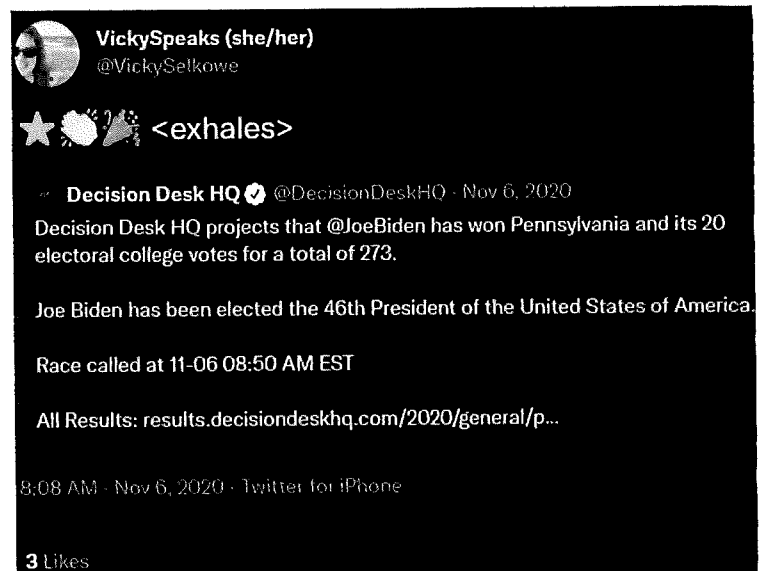 VickySpeaks (she/her)
@VickySelkowe
<exhales>
Decision Desk HQ @DecisionDeskHQ · Nov 6, 2020
Decision Desk HQ projects that @JoeBiden has won Pennsylvania and its 20
electoral college votes for a total of 273.
Joe Biden has been elected the 46th President of the United States of America.
Race called at 11-06 08:50 AM EST
All Results: results.decisiondeskhq.com/2020/general/p...
8:08 AM · Nov 6, 2020 · Twitter for iPhone
3 Likes